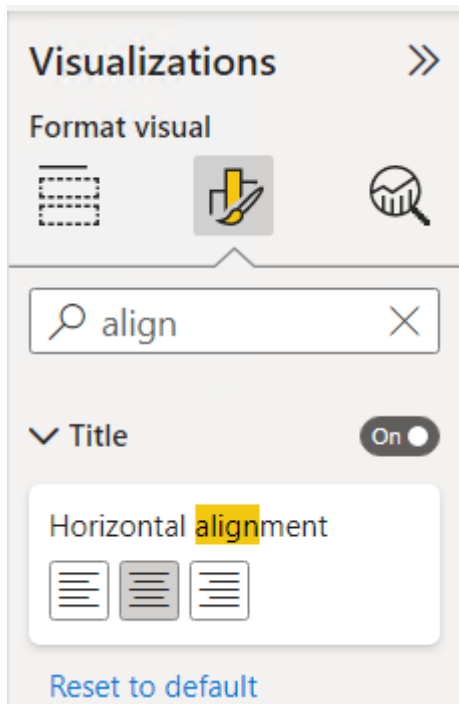 Visualizations
Format visual
align
Title
On
Horizontal alignment
Reset to default